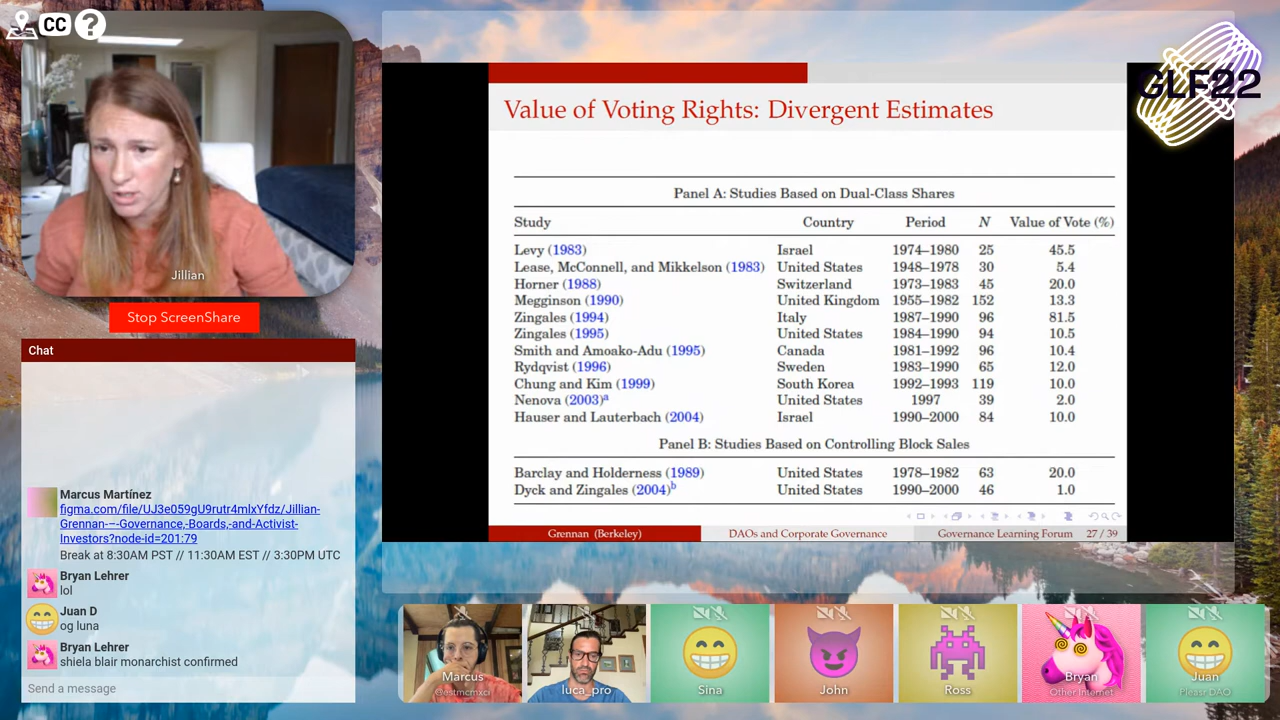 CC ?
GLF22
Jillian
Stop ScreenShare
Value of Voting Rights: Divergent Estimates
Panel A: Studies Based on Dual-Class Shares
Study Country Period N Value of Vote (%)
Levy (1983) Israel 1974–1980 25 45.5
Lease, McConnell, and Mikkelson (1983) United States 1948–1978 30 5.4
Horner (1988) Switzerland 1973–1983 45 20.0
Megginson (1990) United Kingdom 1955–1982 152 13.3
Zingales (1994) Italy 1987–1990 96 81.5
Zingales (1995) United States 1984–1990 94 10.5
Smith and Amoako-Adu (1995) Canada 1981–1992 96 10.4
Rydqvist (1996) Sweden 1983–1990 65 12.0
Chung and Kim (1999) South Korea 1992–1993 119 10.0
Nenova (2003)a United States 1997 39 2.0
Hauser and Lauterbach (2004) Israel 1990–2000 84 10.0
Panel B: Studies Based on Controlling Block Sales
Barclay and Holderness (1989) United States 1978–1982 63 20.0
Dyck and Zingales (2004)b United States 1990–2000 46 1.0
Grennan (Berkeley) DAOs and Corporate Governance Governance Learning Forum 27 / 39
Chat
Marcus Martínez
figma.com/file/UJ3e059gU9rutr4mlxYfdz/Jillian-
Grennan-–-Governance,-Boards,-and-Activist-
Investors?node-id=201:79
Break at 8:30AM PST // 11:30AM EST // 3:30PM UTC
Bryan Lehrer
lol
Juan D
og luna
Bryan Lehrer
shiela blair monarchist confirmed
Send a message
Marcus
@estmcmxci
luca_pro
Sina
John
Ross
Bryan
Other Internet
Juan
Please DAO